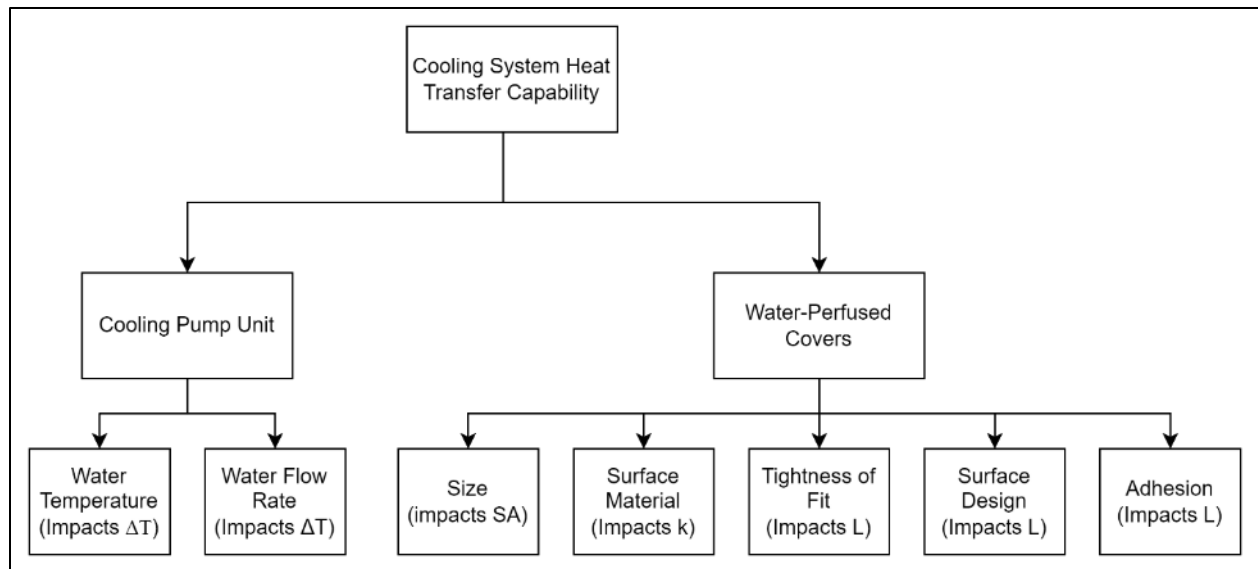 Cooling System Heat
Transfer Capability
Cooling Pump Unit
Water-Perfused
Covers
Water
Temperature
(Impacts ΔT)
Water Flow
Rate
(Impacts ΔT)
Size
(impacts SA)
Surface
Material
(Impacts k)
Tightness of
Fit
(Impacts L)
Surface
Design
(Impacts L)
Adhesion
(Impacts L)